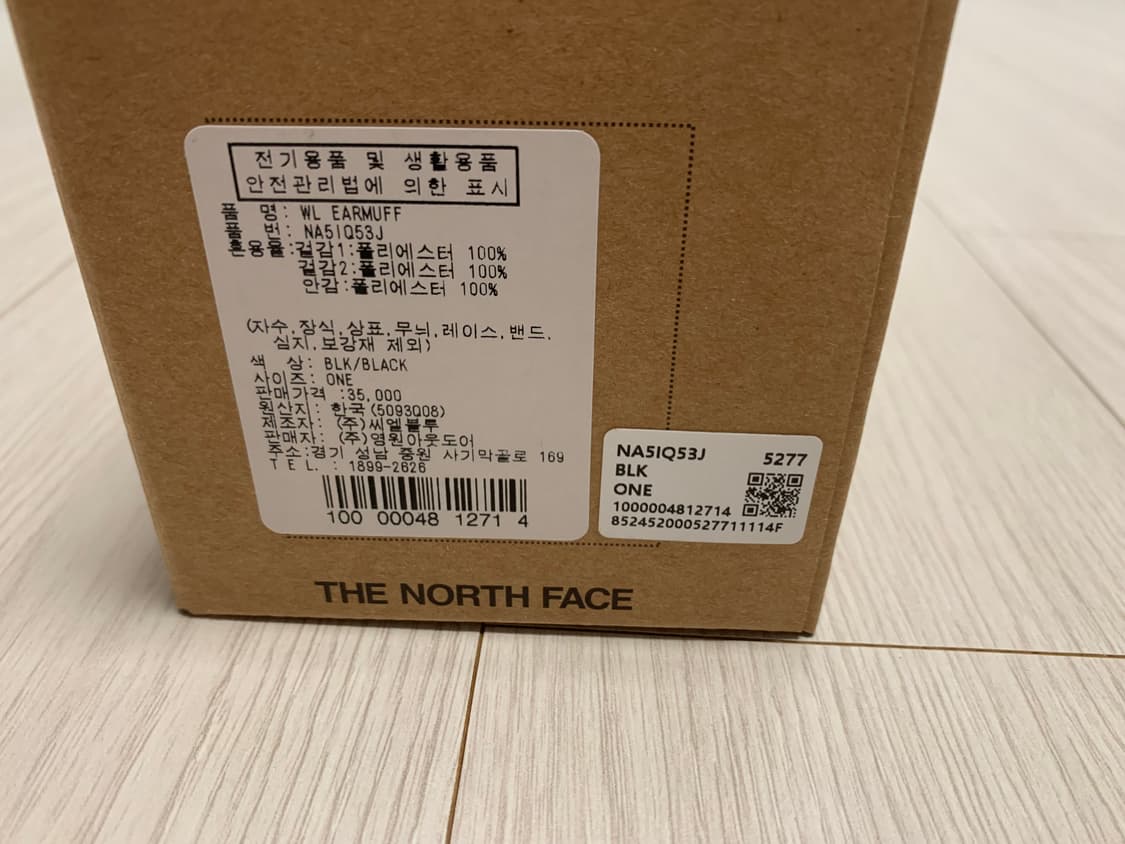 전기용품 및 생활용품
안전관리법에 의한 표시
품 명: WL EARMUFF
품 번: NA5IQ53J
혼용율:겉감1:폴리에스터 100%
겉감2:폴리에스터 100%
안감:폴리에스터 100%
(자수,장식,상표,무늬,레이스,밴드,
심지,보강재 제외)
색 상: BLK/BLACK
사이즈: ONE
판매가격 :35,000
원산지: 한국(5093Q08)
제조자: (주)씨엘블루
판매자: (주)영원아웃도어
주소:경기 성남 중원 사기막골로 169
T E L. : 1899-2626
100 00048 1271 4
NA5IQ53J 5277
BLK
ONE
1000004812714
852452000527711114F
THE NORTH FACE